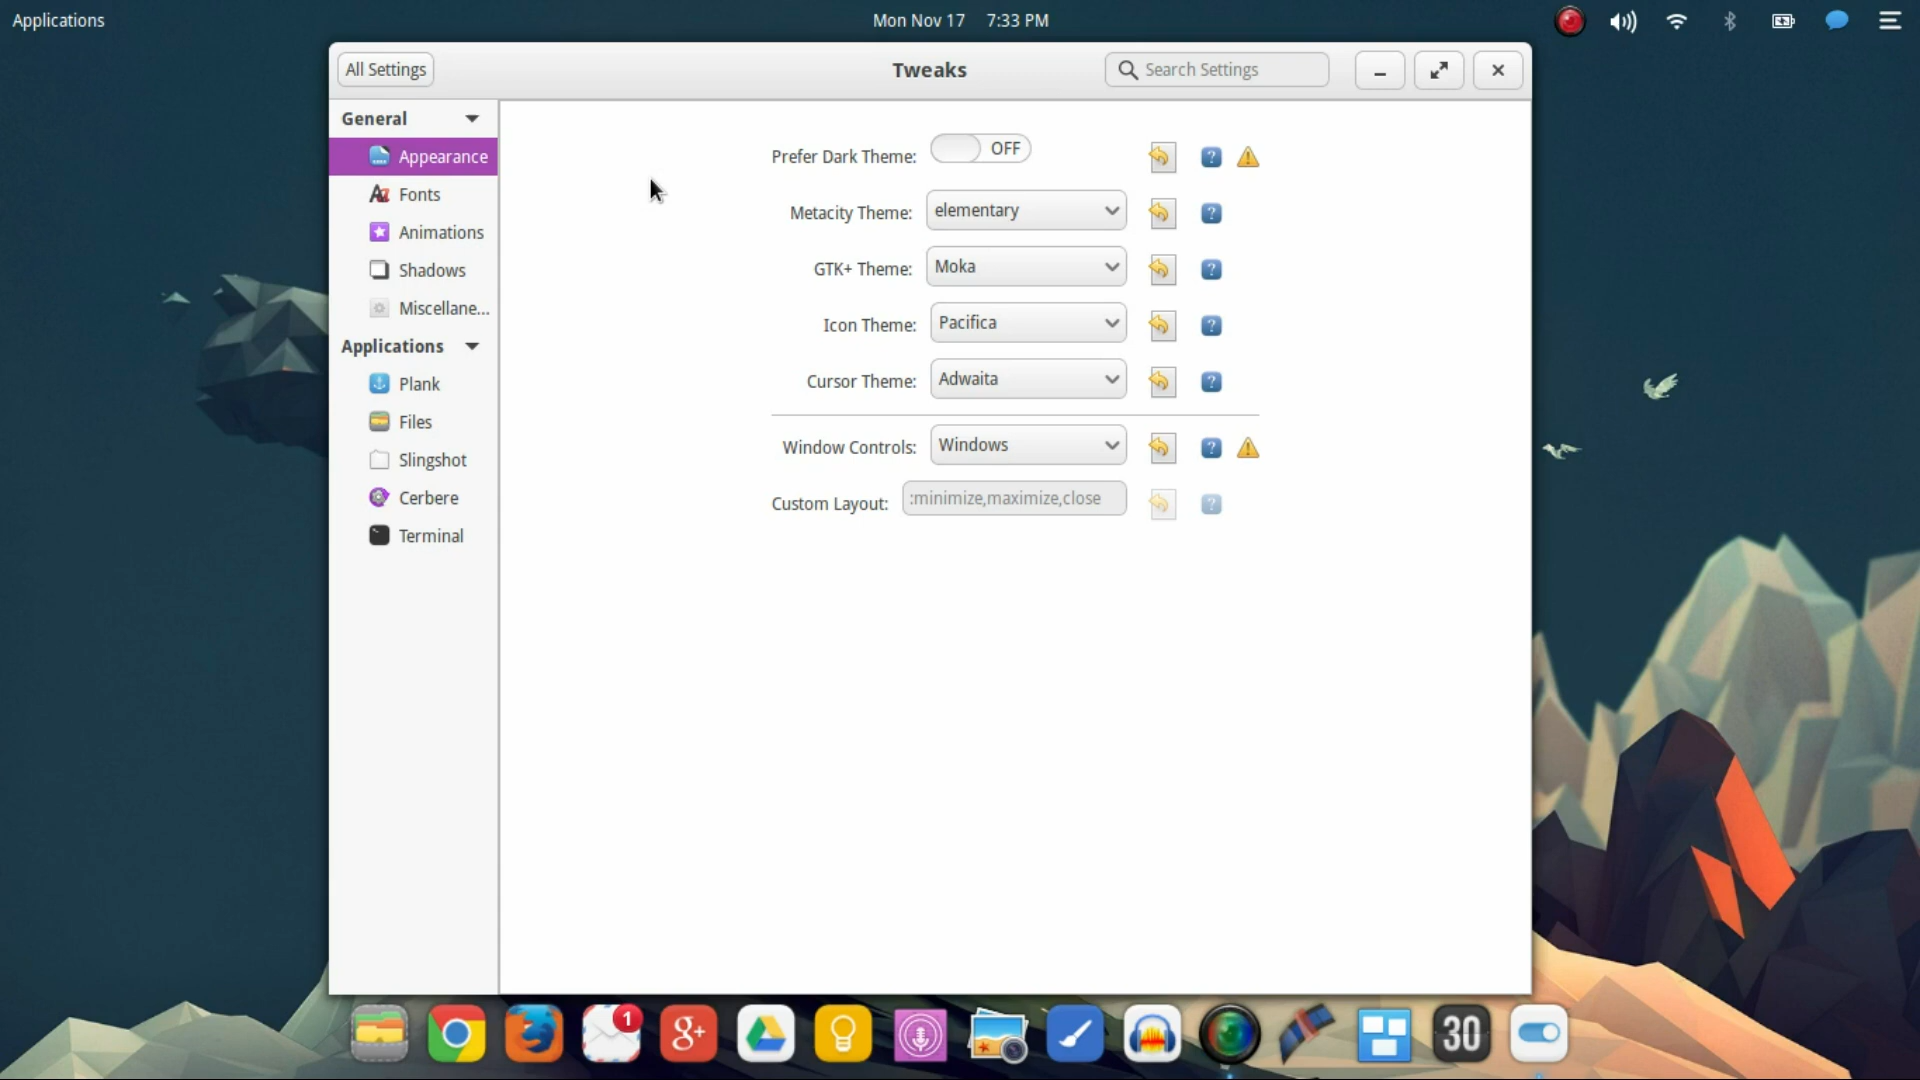 Applications
Mon Nov 17 7:33 PM
All Settings
Tweaks
Search Settings
General
Appearance
Fonts
Animations
Shadows
Miscellane...
Applications
Plank
Files
Slingshot
Cerbere
Terminal
Prefer Dark Theme: OFF
Metacity Theme: elementary
GTK+ Theme: Moka
Icon Theme: Pacifica
Cursor Theme: Adwaita
Window Controls: Windows
Custom Layout: :minimize,maximize,close
1
g+
30